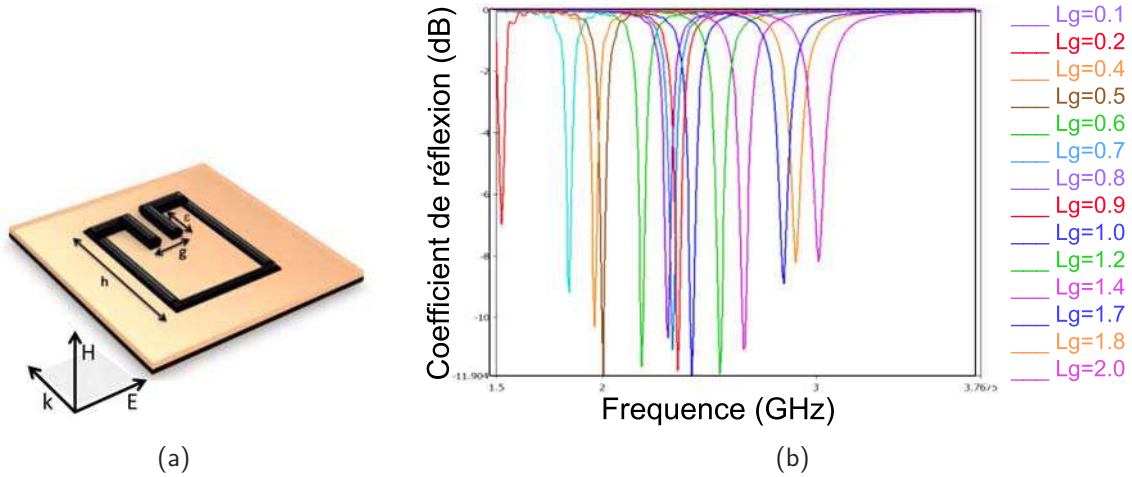 h
g
ε
H
k
E
(a)
Coefficient de réflexion (dB)
0
-2
-4
-6
-8
-10
-11.904
1.5
2
3
3.7675
Frequence (GHz)
Lg=0.1
Lg=0.2
Lg=0.4
Lg=0.5
Lg=0.6
Lg=0.7
Lg=0.8
Lg=0.9
Lg=1.0
Lg=1.2
Lg=1.4
Lg=1.7
Lg=1.8
Lg=2.0
(b)